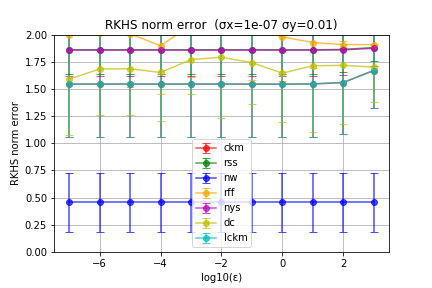 RKHS norm error  (σx=1e-07 σy=0.01)
2.00
1.75
1.50
1.25
1.00
0.75
0.50
0.25
0.00
RKHS norm error
ckm
rss
nw
rff
nys
dc
lckm
−6
−4
−2
0
2
log10(ε)